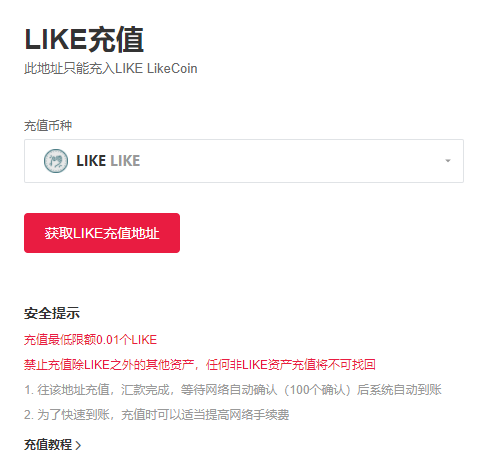 LIKE充值
此地址只能充入LIKE LikeCoin
充值币种
LIKE LIKE
获取LIKE充值地址
安全提示
充值最低限额0.01个LIKE
禁止充值除LIKE之外的其他资产，任何非LIKE资产充值将不可找回
1. 往该地址充值，汇款完成，等待网络自动确认（100个确认）后系统自动到账
2. 为了快速到账，充值时可以适当提高网络手续费
充值教程